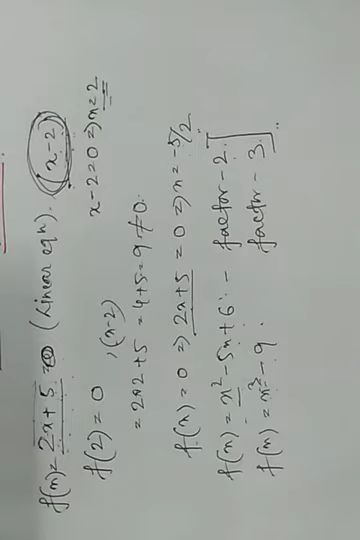 f(x) = 2x + 5 = 0 (Linear eqn). (x - 2)
f(2) = 0 , (x-2) x - 2 = 0 => x = 2
= 2×2 + 5 = 4 + 5 = 9 ≠ 0.
f(x) = 0 => 2x + 5 = 0 => x = -5/2
f(x) = x² - 5x + 6 : - factor - 2.
f(x) = x³ - 9 . factor - 3 ..